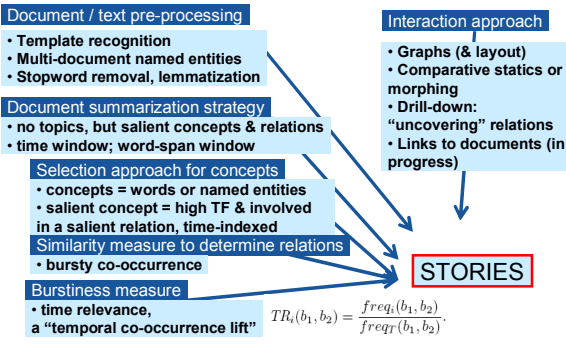 Document / text pre-processing
• Template recognition
• Multi-document named entities
• Stopword removal, lemmatization
Document summarization strategy
• no topics, but salient concepts & relations
• time window; word-span window
Selection approach for concepts
• concepts = words or named entities
• salient concept = high TF & involved
in a salient relation, time-indexed
Similarity measure to determine relations
• bursty co-occurrence
Burstiness measure
• time relevance,
a “temporal co-occurrence lift”
TR_i(b_1, b_2) = freq_i(b_1, b_2) / freq_T(b_1, b_2).
Interaction approach
• Graphs (& layout)
• Comparative statics or
morphing
• Drill-down:
“uncovering” relations
• Links to documents (in
progress)
STORIES